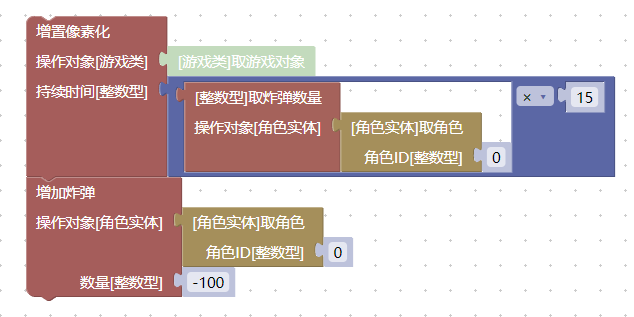 增置像素化
操作对象[游戏类] [游戏类]取游戏对象
持续时间[整数型] [整数型]取炸弹数量 × 15
操作对象[角色实体] [角色实体]取角色
角色ID[整数型] 0
增加炸弹
操作对象[角色实体] [角色实体]取角色
角色ID[整数型] 0
数量[整数型] -100